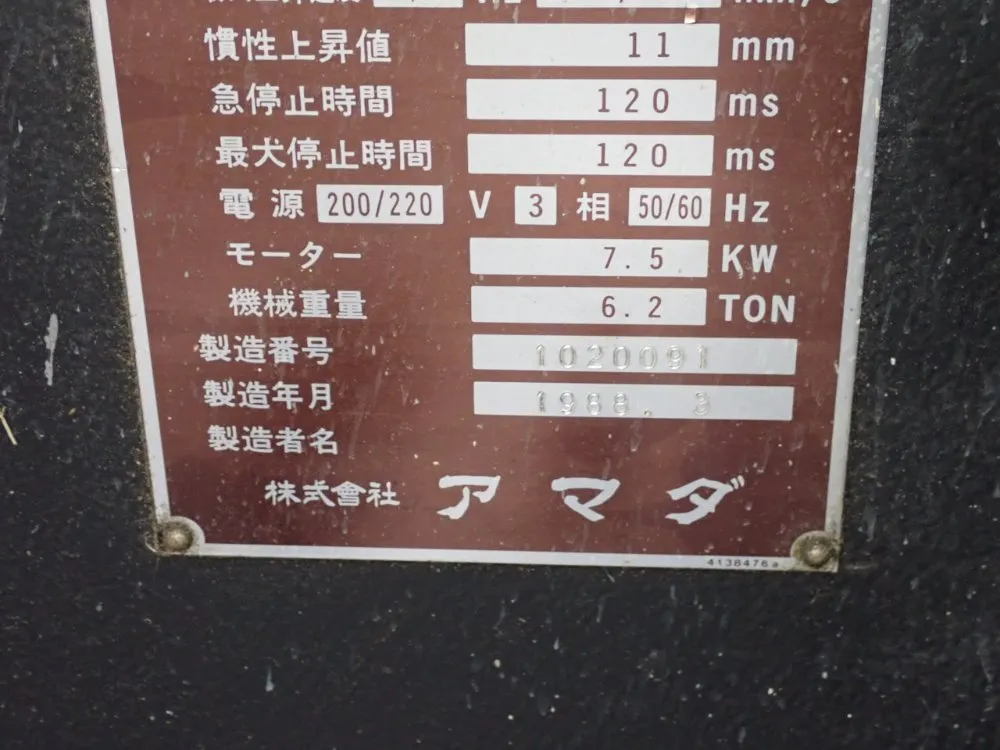 慣性上昇値 11 mm
急停止時間 120 ms
最大停止時間 120 ms
電源 200/220 V 3 相 50/60 Hz
モーター 7.5 KW
機械重量 6.2 TON
製造番号 1020091
製造年月 1988. 3
製造者名
株式會社 アマダ
4138476a